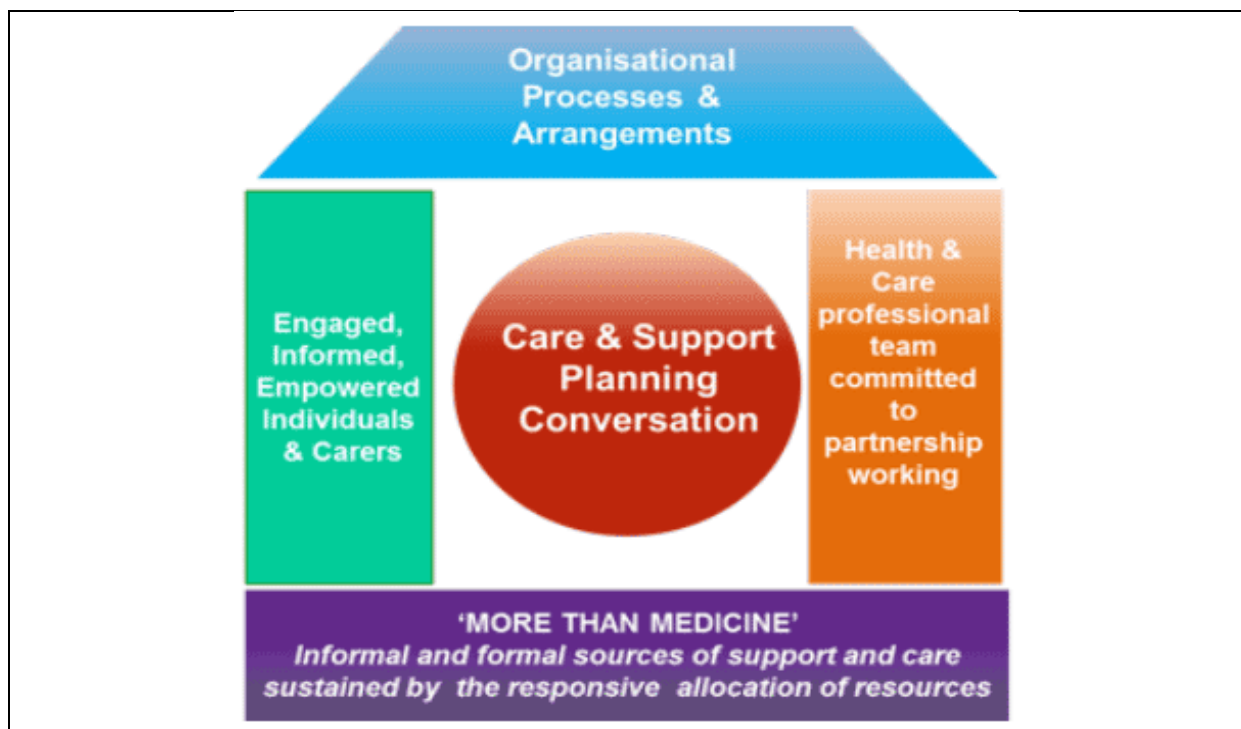 Organisational
Processes &
Arrangements
Engaged,
Informed,
Empowered
Individuals
& Carers
Care & Support
Planning
Conversation
Health &
Care
professional
team
committed
to
partnership
working
‘MORE THAN MEDICINE’
Informal and formal sources of support and care
sustained by the responsive allocation of resources